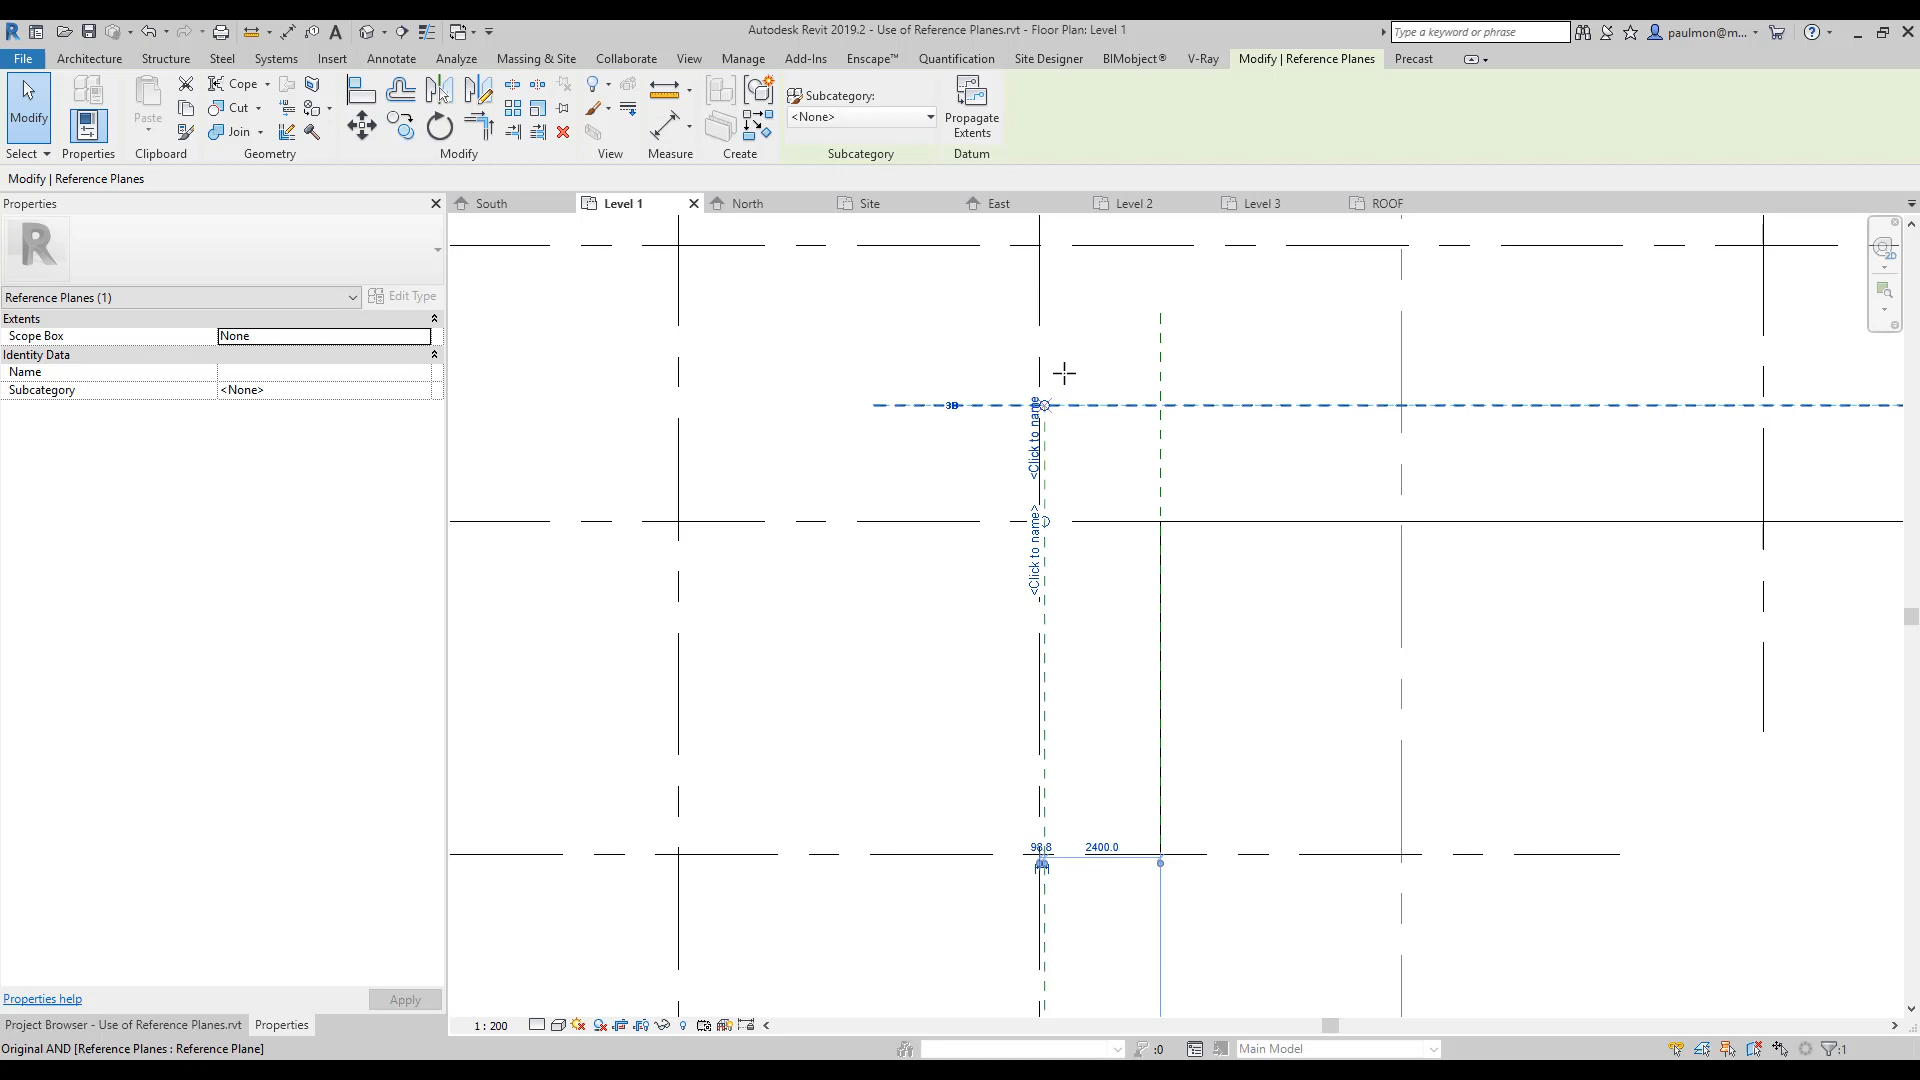 Autodesk Revit 2019.2 - Use of Reference Planes.rvt - Floor Plan: Level 1
Type a keyword or phrase
paulmon@m...
File Architecture Structure Steel Systems Insert Annotate Analyze Massing & Site Collaborate View Manage Add-Ins Enscape™ Quantification Site Designer BIMobject® V-Ray Modify | Reference Planes Precast
Modify
Paste
Cope
Cut
Join
Subcategory:
<None>
Propagate
Extents
Select Properties Clipboard Geometry Modify View Measure Create Subcategory Datum
Modify | Reference Planes
Properties
South Level 1 North Site East Level 2 Level 3 ROOF
R
2D
Reference Planes (1)
Edit Type
Extents
Scope Box None
Identity Data
Name
Subcategory <None>
3D
<Click to name
<Click to name>
98.8 2400.0
Properties help
Apply
Project Browser - Use of Reference Planes.rvt Properties
1 : 200
Original AND [Reference Planes : Reference Plane]
:0
Main Model
:1